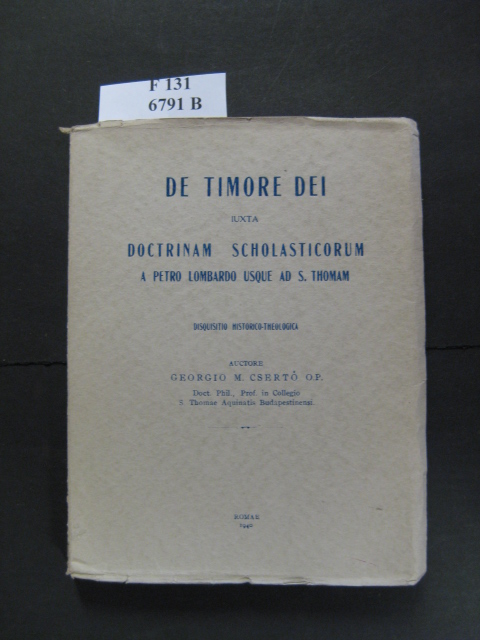 F 131
6791 B
DE TIMORE DEI
IUXTA
DOCTRINAM SCHOLASTICORUM
A PETRO LOMBARDO USQUE AD S. THOMAM
DISQUISITIO HISTORICO-THEOLOGICA
AUCTORE
GEORGIO M. CSERTŐ O.P.
Doct. Phil., Prof. in Collegio
S. Thomae Aquinatis Budapestinensi.
ROMAE
1940